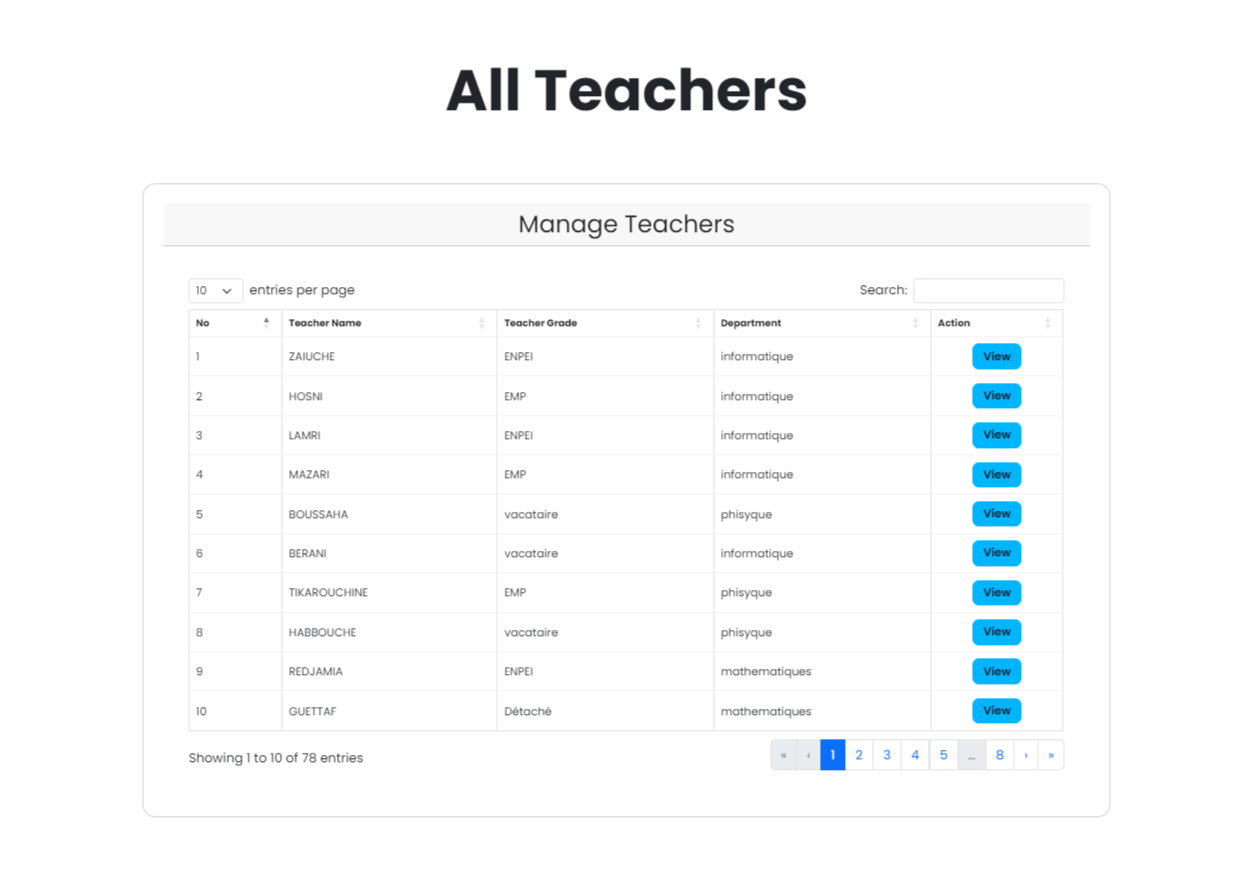 All Teachers
Manage Teachers
10 entries per page Search:
No Teacher Name Teacher Grade Department Action
1 ZAIUCHE ENPEI informatique View
2 HOSNI EMP informatique View
3 LAMRI ENPEI informatique View
4 MAZARI EMP informatique View
5 BOUSSAHA vacataire phisyque View
6 BERANI vacataire informatique View
7 TIKAROUCHINE EMP phisyque View
8 HABBOUCHE vacataire phisyque View
9 REDJAMIA ENPEI mathematiques View
10 GUETTAF Détaché mathematiques View
Showing 1 to 10 of 78 entries « ‹ 1 2 3 4 5 … 8 › »